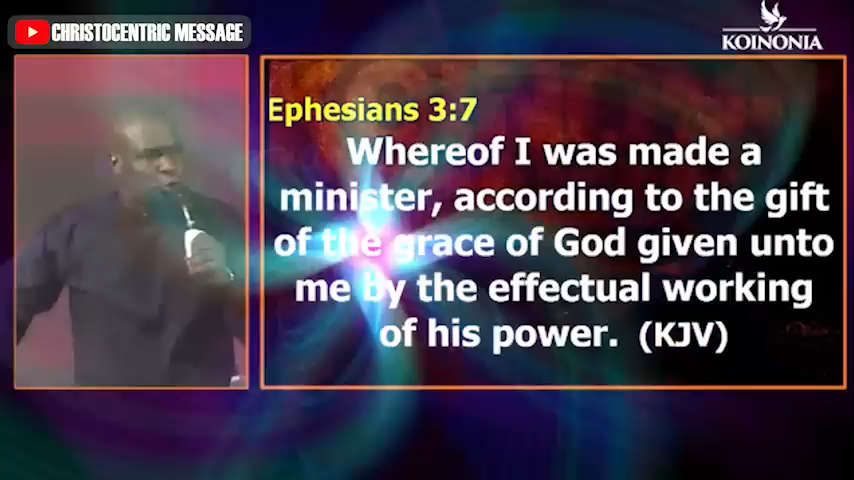 CHRISTOCENTRIC MESSAGE
KOINONIA
Ephesians 3:7
Whereof I was made a
minister, according to the gift
of the grace of God given unto
me by the effectual working
of his power. (KJV)